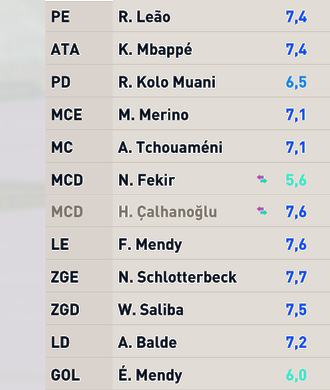 PE R. Leão 7,4
ATA K. Mbappé 7,4
PD R. Kolo Muani 6,5
MCE M. Merino 7,1
MC A. Tchouaméni 7,1
MCD N. Fekir 5,6
MCD H. Çalhanoğlu 7,6
LE F. Mendy 7,6
ZGE N. Schlotterbeck 7,7
ZGD W. Saliba 7,5
LD A. Balde 7,2
GOL É. Mendy 6,0